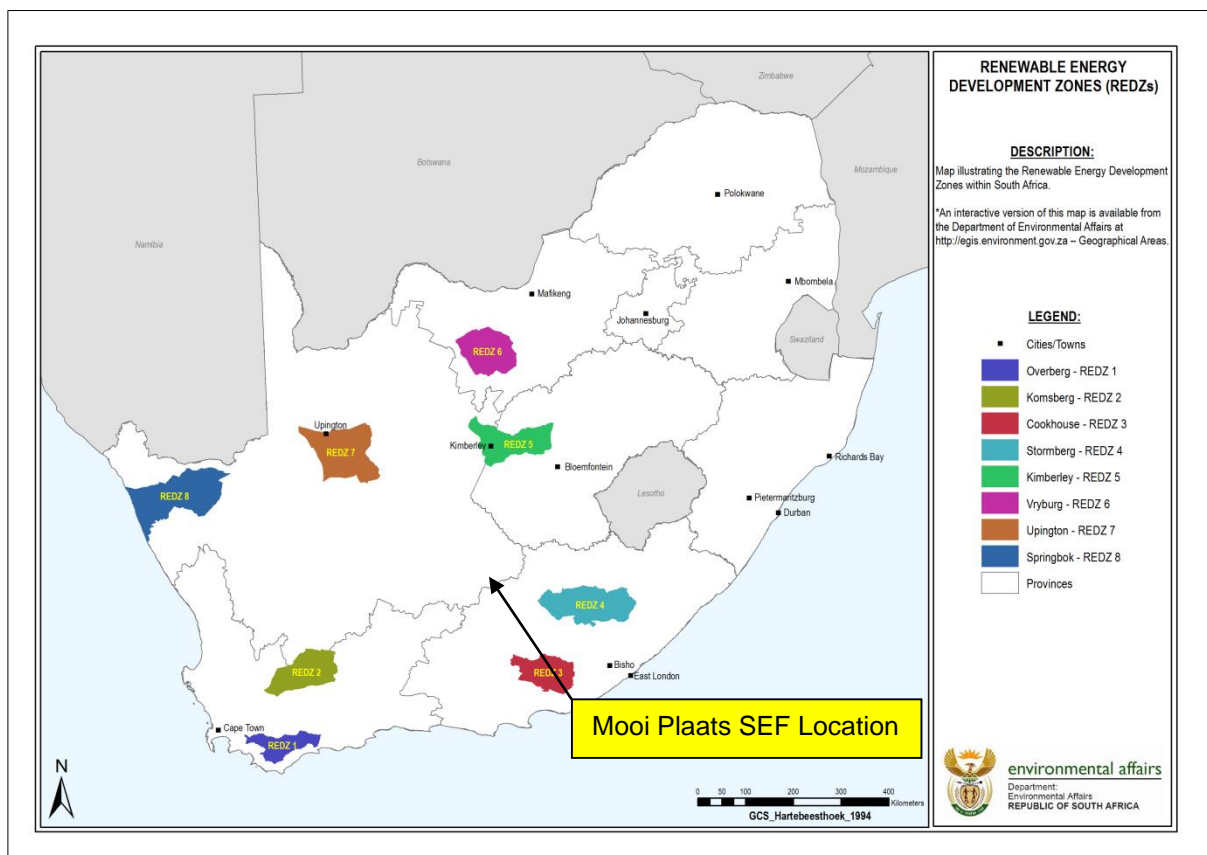 Zimbabwe
Botswana
Mozambique
Namibia
Polokwane
Mbombela
Mafikeng
Johannesburg
Swaziland
REDZ 6
Upington
REDZ 7
Kimberley
REDZ 5
Bloemfontein
Richards Bay
REDZ 8
Lesotho
Pietermaritzburg
Durban
REDZ 4
REDZ 2
REDZ 3
Bisho
East London
Mooi Plaats SEF Location
Cape Town
REDZ 1
N
0 50 100 200 300 400
Kilometers
GCS_Hartebeesthoek_1994
RENEWABLE ENERGY
DEVELOPMENT ZONES (REDZs)
DESCRIPTION:
Map illustrating the Renewable Energy Development
Zones within South Africa.
*An interactive version of this map is available from
the Department of Environmental Affairs at
http://egis.environment.gov.za – Geographical Areas.
LEGEND:
Cities/Towns
Overberg - REDZ 1
Komsberg - REDZ 2
Cookhouse - REDZ 3
Stormberg - REDZ 4
Kimberley - REDZ 5
Vryburg - REDZ 6
Upington - REDZ 7
Springbok - REDZ 8
Provinces
environmental affairs
Department:
Environmental Affairs
REPUBLIC OF SOUTH AFRICA